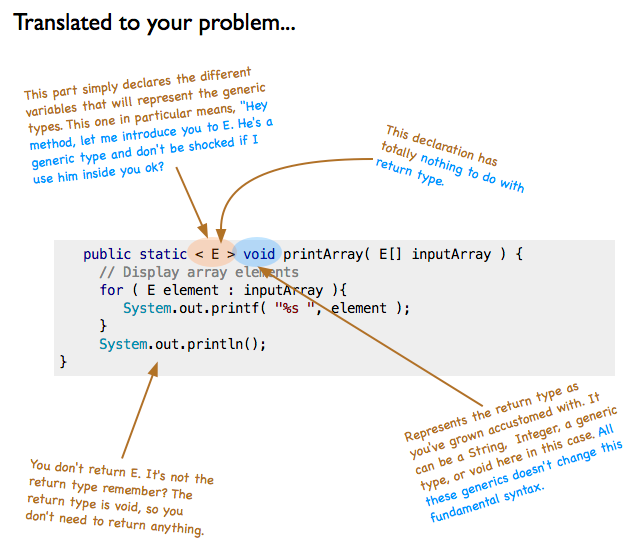 Translated to your problem...
This part simply declares the different
variables that will represent the generic
types. This one in particular means, "Hey
method, let me introduce you to E. He's a
generic type and don't be shocked if I
use him inside you ok?
This declaration has
totally nothing to do with
return type.
public static < E > void printArray( E[] inputArray ) {
// Display array elements
for ( E element : inputArray ){
System.out.printf( "%s ", element );
}
System.out.println();
}
Represents the return type as
you've grown accustomed with. It
can be a String, Integer, a generic
type, or void here in this case. All
these generics doesn't change this
fundamental syntax.
You don't return E. It's not the
return type remember? The
return type is void, so you
don't need to return anything.